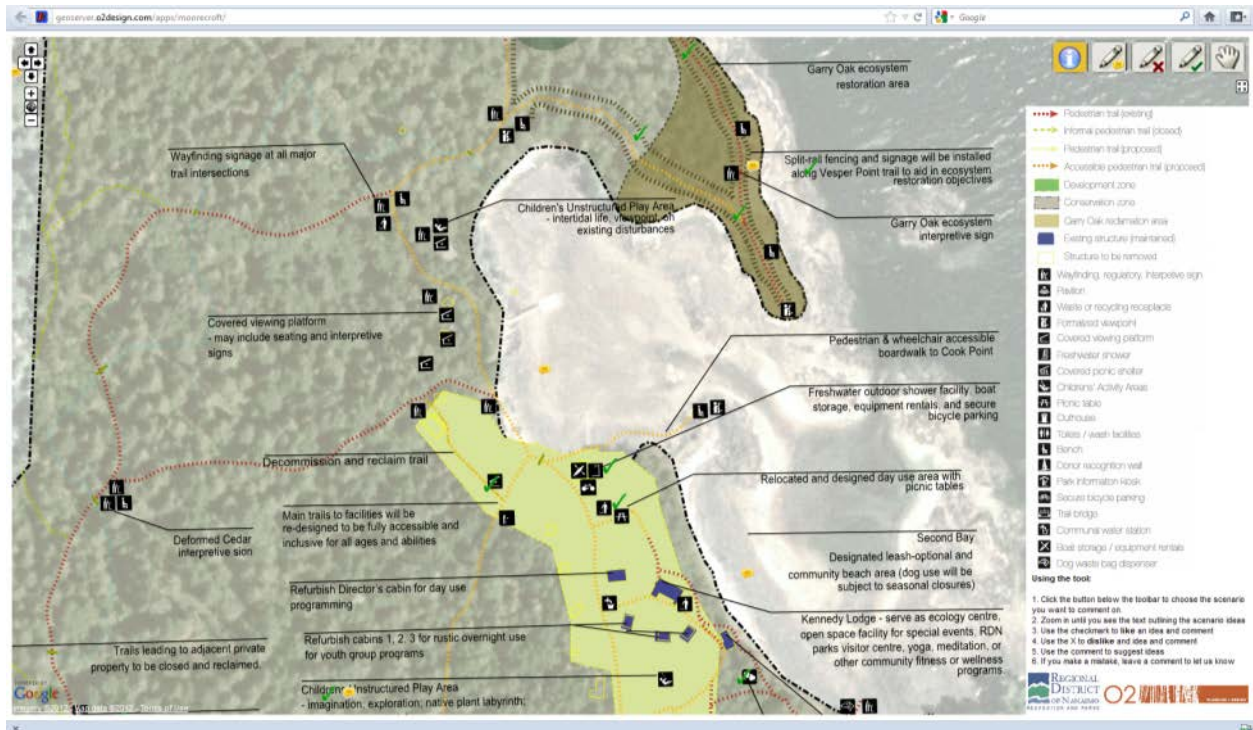 geoserver.o2design.com/apps/moorecroft/
Google
Garry Oak ecosystem
restoration area
Wayfinding signage at all major
trail intersections
Split-rail fencing and signage will be installed
along Vesper Point trail to aid in ecosystem
restoration objectives
Children's Unstructured Play Area
- intertidal life, viewpoint, on
existing disturbances
Garry Oak ecosystem
interpretive sign
Covered viewing platform
- may include seating and interpretive
signs
Pedestrian & wheelchair accessible
boardwalk to Cook Point
Freshwater outdoor shower facility, boat
storage, equipment rentals, and secure
bicycle parking
Decommission and reclaim trail
Relocated and designed day use area with
picnic tables
Main trails to facilities will be
re-designed to be fully accessible and
inclusive for all ages and abilities
Deformed Cedar
interpretive sion
Second Bay
Designated leash-optional and
community beach area (dog use will be
subject to seasonal closures)
Refurbish Director's cabin for day use
programming
Kennedy Lodge - serve as ecology centre,
open space facility for special events, RDN
parks visitor centre, yoga, meditation, or
other community fitness or wellness
programs
Refurbish cabins 1, 2, 3 for rustic overnight use
for youth group programs
Trails leading to adjacent private
property to be closed and reclaimed.
Children's Unstructured Play Area
- imagination; exploration; native plant labyrinth;
POWERED BY
Google
Imagery ©2012, Map data ©2012 - Terms of Use
Pedestrian trail (existing)
Informal pedestrian trail (closed)
Pedestrian trail (proposed)
Accessible pedestrian trail (proposed)
Development zone
Conservation zone
Garry Oak reclamation area
Existing structure (maintained)
Structure to be removed
Wayfinding, regulatory, interpetive sign
Pavilion
Waste or recycling receptacle
Formalised viewpoint
Covered viewing platform
Freshwater shower
Covered picnic shelter
Childrens' Activity Areas
Picnic table
Outhouse
Toilets / wash facilities
Bench
Donor recognition wall
Park information kiosk
Secure bicycle parking
Trail bridge
Communal water station
Boat storage / equipment rentals
Dog waste bag dispenser
Using the tool:
1. Click the button below the toolbar to choose the scenario
you want to comment on
2. Zoom in until you see the text outlining the scenario ideas
3. Use the checkmark to like an idea and comment
4. Use the X to dislike and idea and comment
5. Use the comment to suggest ideas
6. If you make a mistake, leave a comment to let us know
REGIONAL
DISTRICT
OF NANAIMO
RECREATION AND PARKS
O2